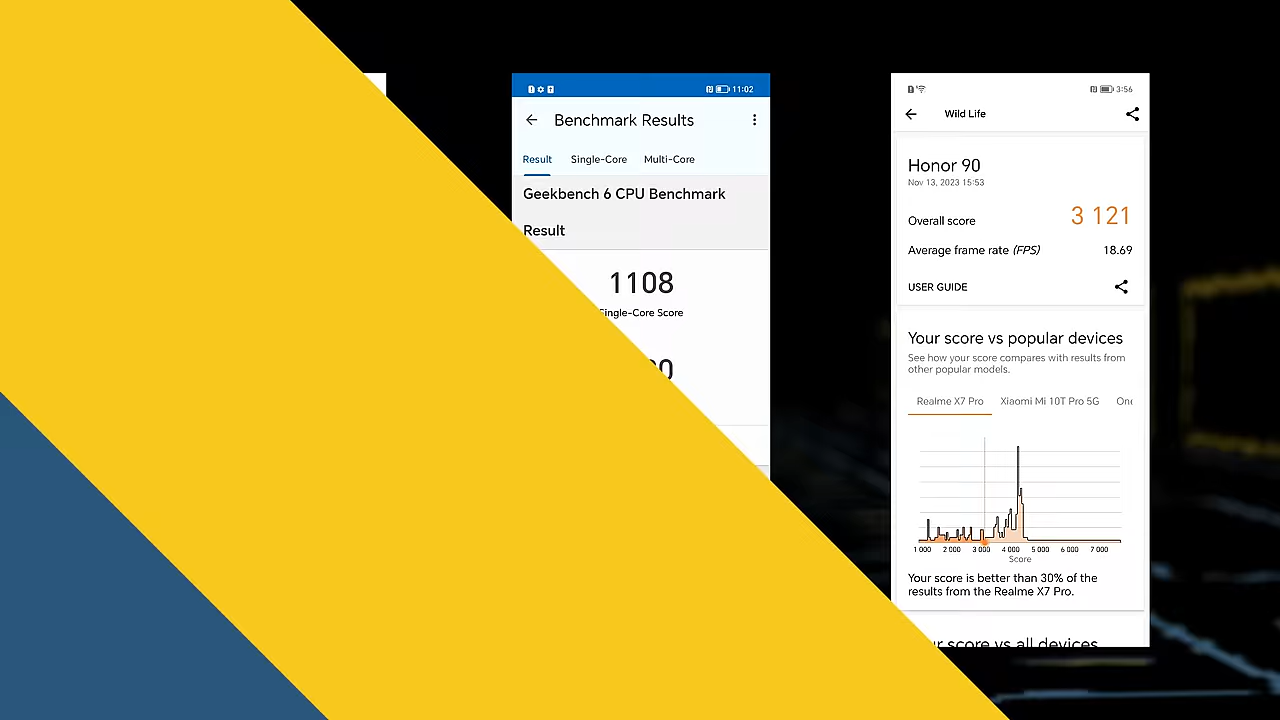 11:02
Benchmark Results
Result Single-Core Multi-Core
Geekbench 6 CPU Benchmark
Result
1108
Single-Core Score
3:56
Wild Life
Honor 90
Nov 13, 2023 15:53
Overall score 3 121
Average frame rate (FPS) 18.69
USER GUIDE
Your score vs popular devices
See how your score compares with results from
other popular models.
Realme X7 Pro Xiaomi Mi 10T Pro 5G
1 000 2 000 3 000 4 000 5 000 6 000 7 000
Score
Your score is better than 30% of the
results from the Realme X7 Pro.
score vs all devices